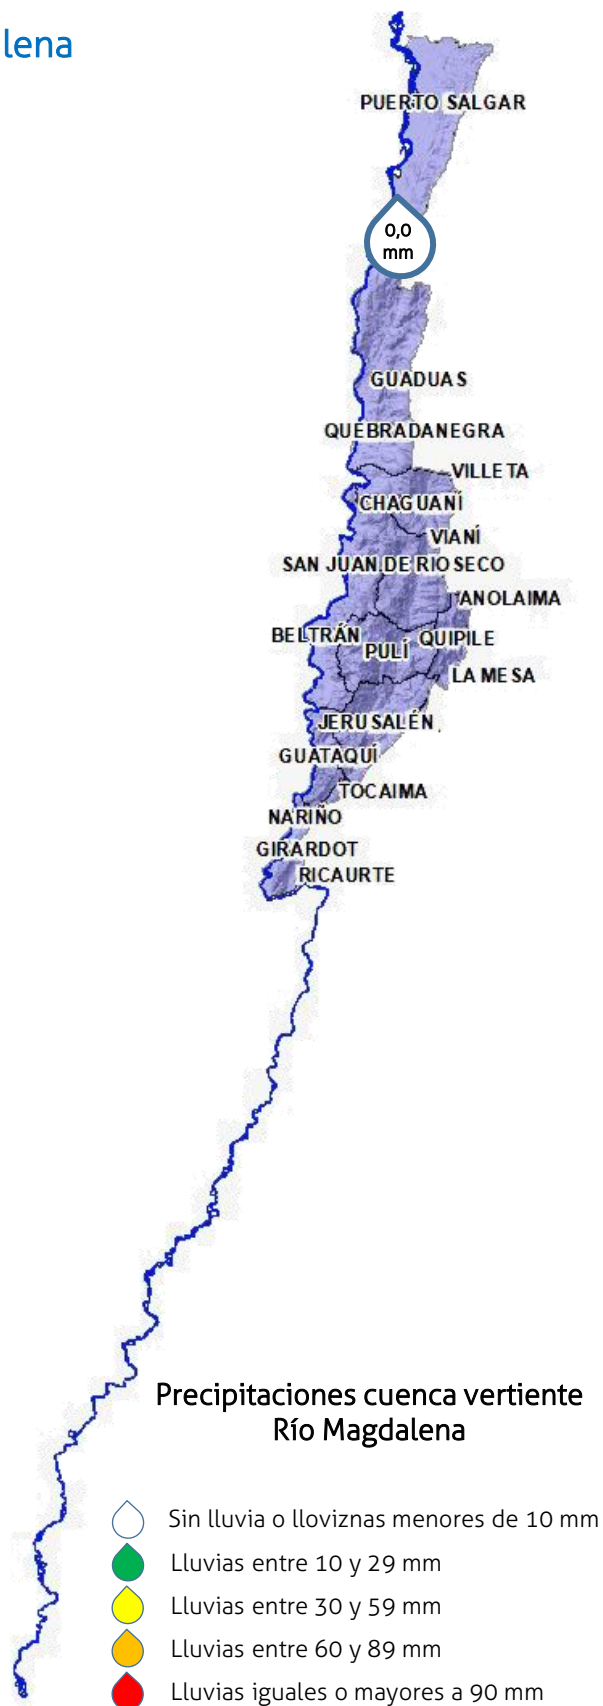 lena
PUERTO SALGAR
0,0
mm
GUADUAS
QUEBRADANEGRA
VILLETA
CHAGUANÍ
VIANÍ
SAN JUAN DE RIOSECO
ANOLAIMA
BELTRÁN
QUIPILE
PULÍ
LA MESA
JERUSALÉN
GUATAQUÍ
TOCAIMA
NARIÑO
GIRARDOT
RICAURTE
Precipitaciones cuenca vertiente
Río Magdalena
Sin lluvia o lloviznas menores de 10 mm
Lluvias entre 10 y 29 mm
Lluvias entre 30 y 59 mm
Lluvias entre 60 y 89 mm
Lluvias iguales o mayores a 90 mm